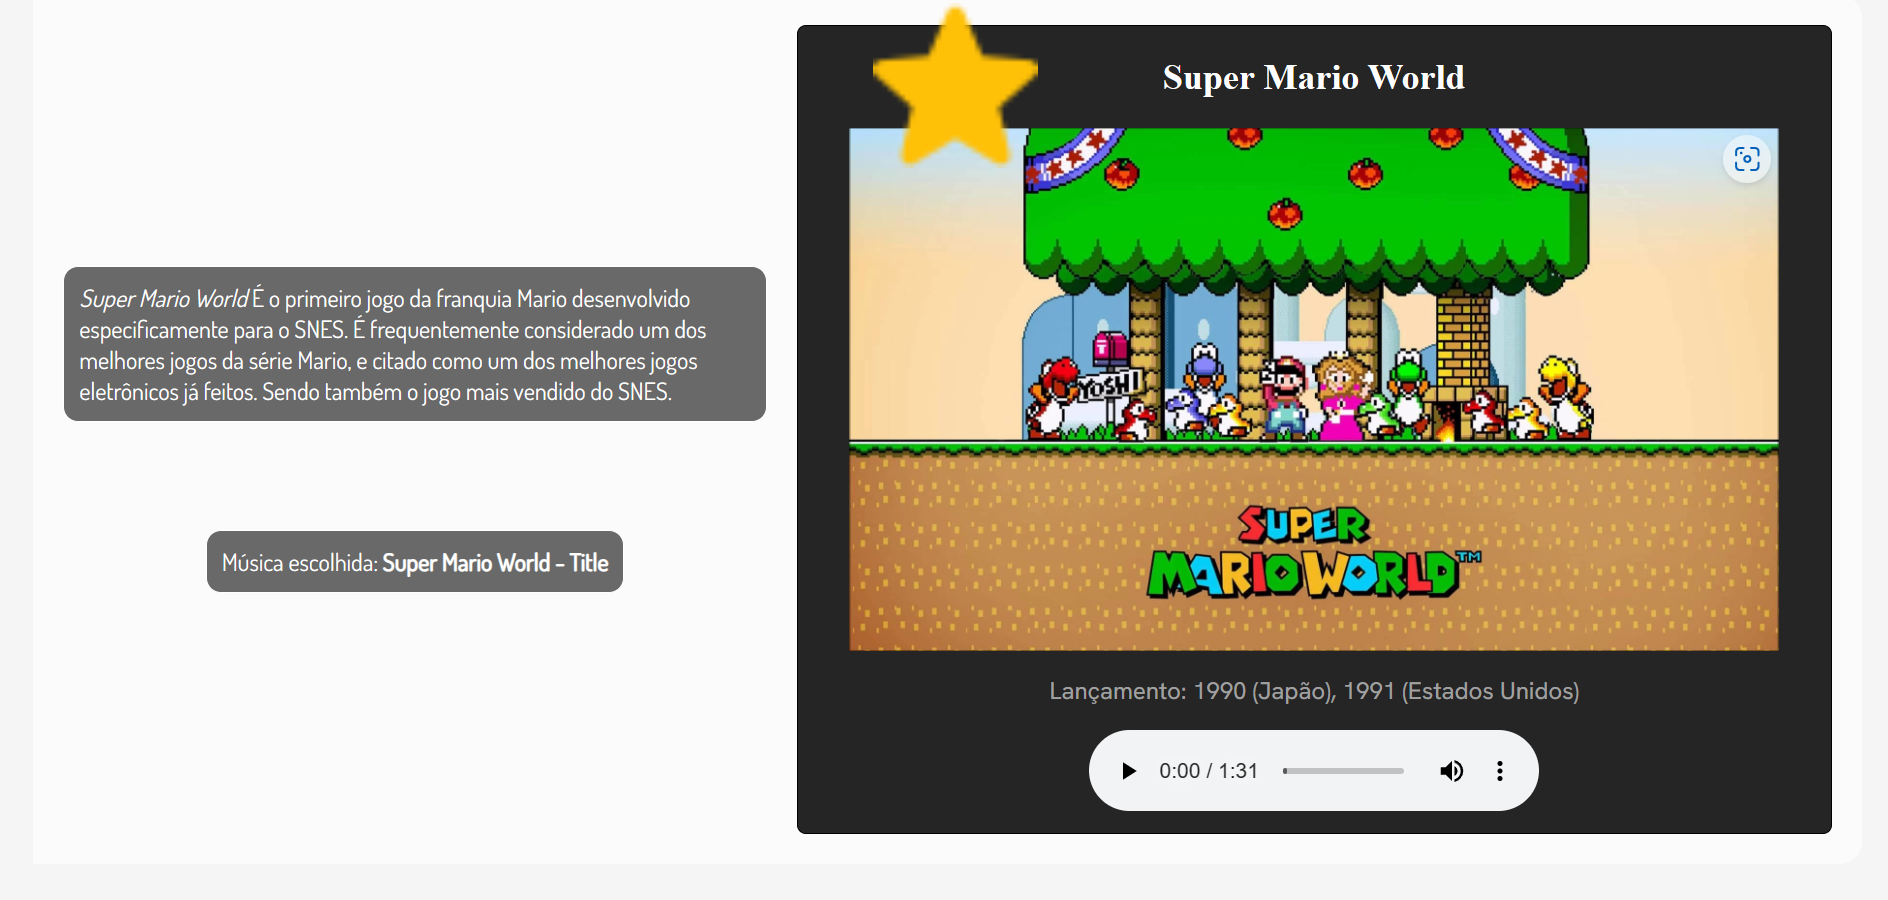 Super Mario World É o primeiro jogo da franquia Mario desenvolvido
especificamente para o SNES. É frequentemente considerado um dos
melhores jogos da série Mario, e citado como um dos melhores jogos
eletrônicos já feitos. Sendo também o jogo mais vendido do SNES.
Música escolhida: Super Mario World - Title
Super Mario World
YOSHI
SUPER
MARIO WORLD™
Lançamento: 1990 (Japão), 1991 (Estados Unidos)
0:00 / 1:31